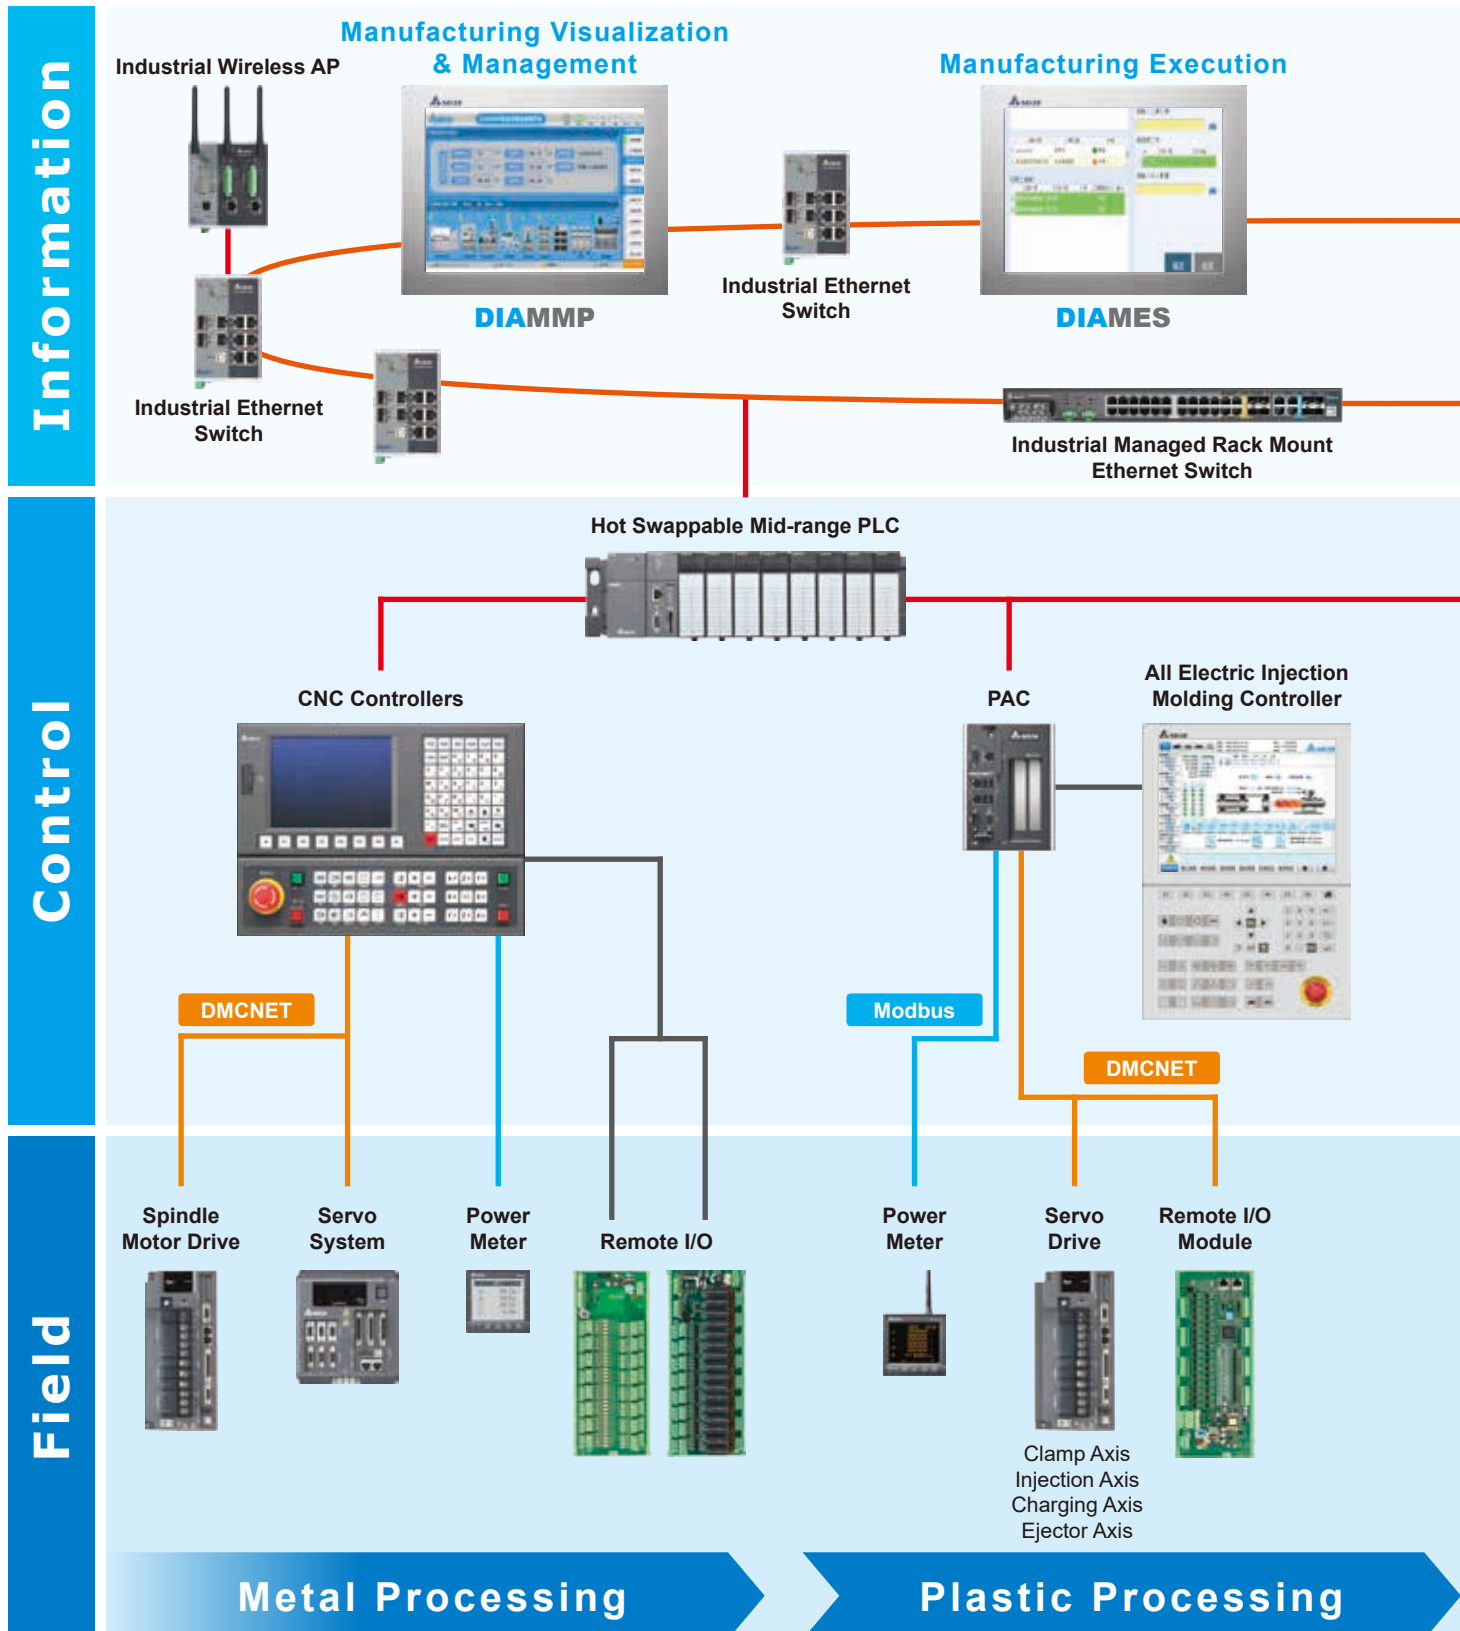 Information
Manufacturing Visualization
& Management
Manufacturing Execution
Industrial Wireless AP
DIAMMP
Industrial Ethernet
Switch
DIAMES
Industrial Ethernet
Switch
Industrial Managed Rack Mount
Ethernet Switch
Control
Hot Swappable Mid-range PLC
CNC Controllers
PAC
All Electric Injection
Molding Controller
DMCNET
Modbus
DMCNET
Field
Spindle
Motor Drive
Servo
System
Power
Meter
Remote I/O
Power
Meter
Servo
Drive
Remote I/O
Module
Clamp Axis
Injection Axis
Charging Axis
Ejector Axis
Metal Processing
Plastic Processing